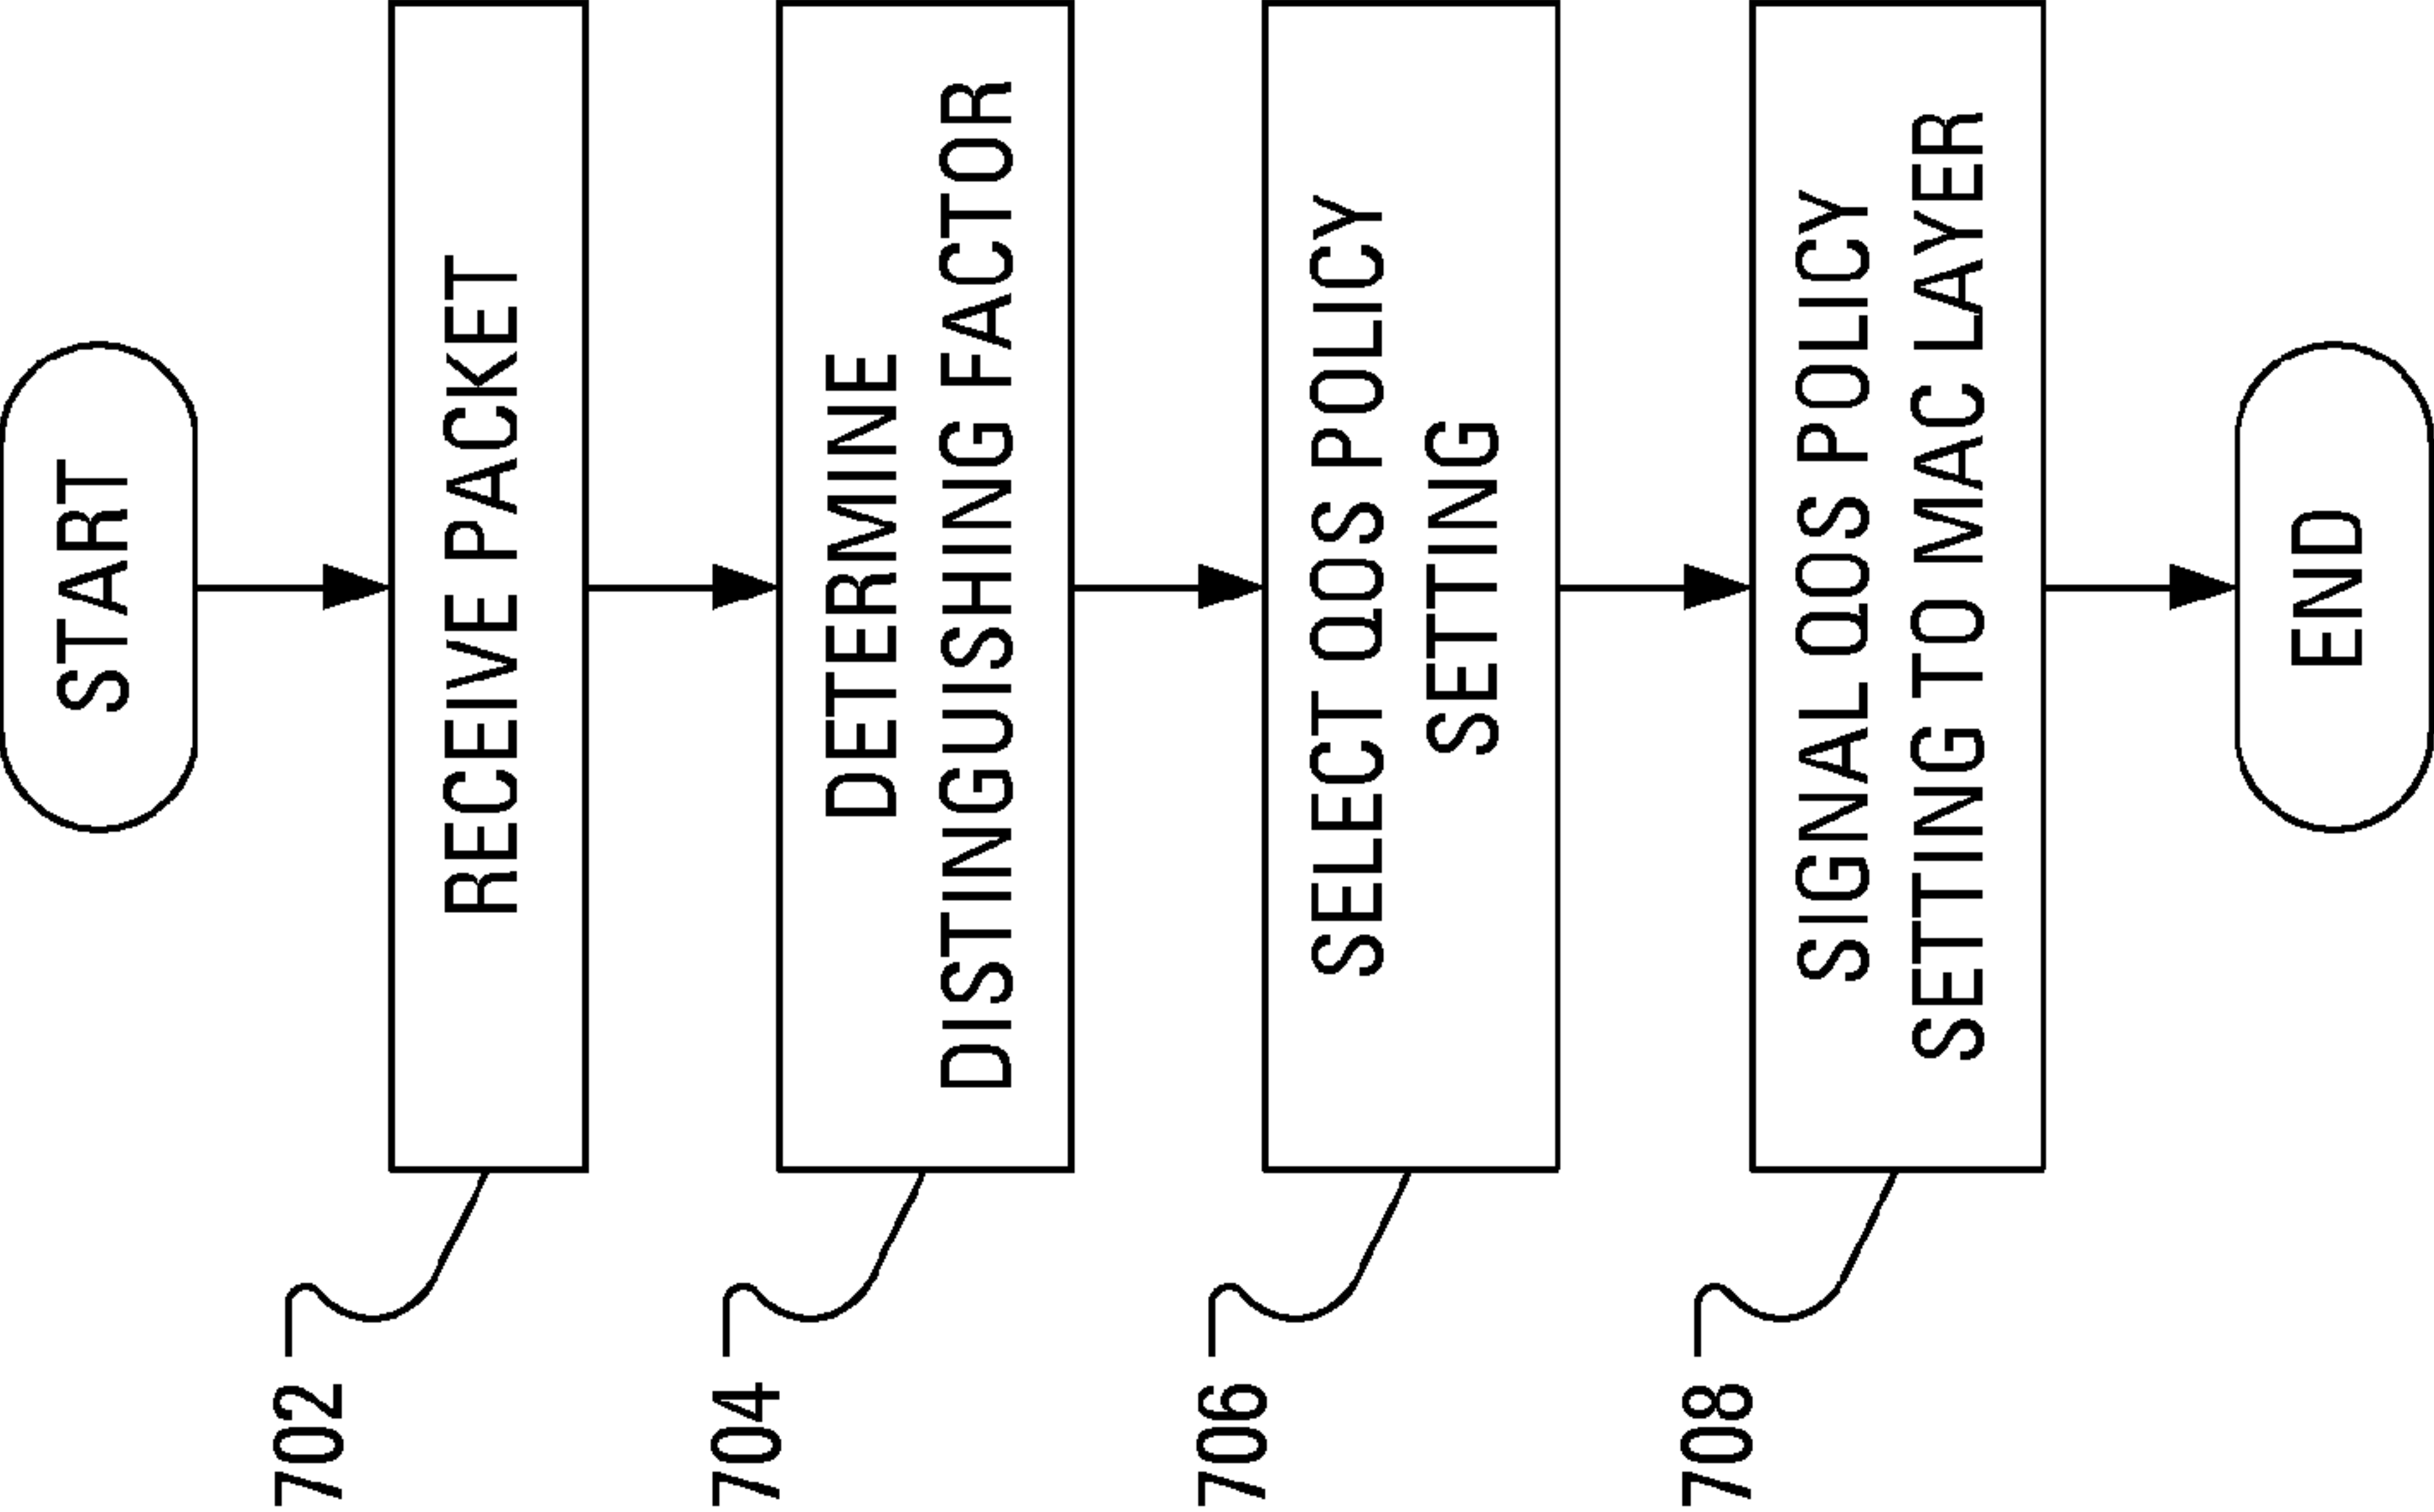 START
702
RECEIVE PACKET
704
DETERMINE
DISTINGUISHING FACTOR
706
SELECT QOS POLICY
SETTING
708
SIGNAL QOS POLICY
SETTING TO MAC LAYER
END